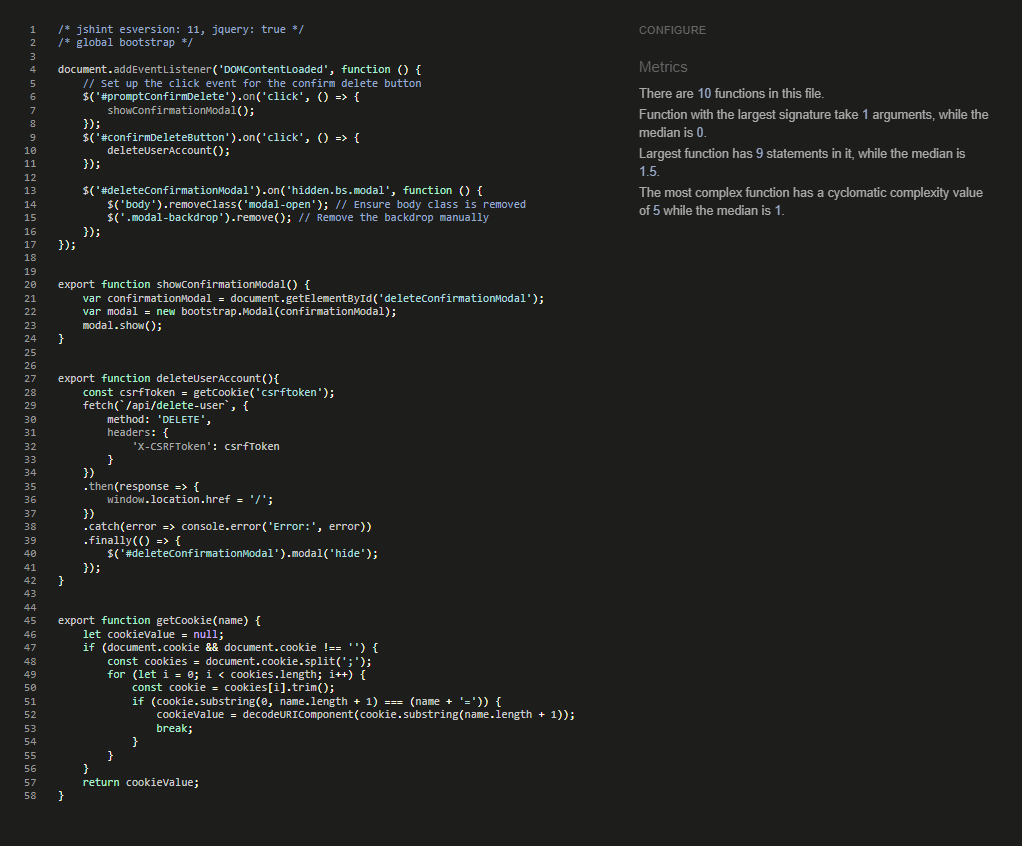 1 /* jshint esversion: 11, jquery: true */
2 /* global bootstrap */
3
4 document.addEventListener('DOMContentLoaded', function () {
5     // Set up the click event for the confirm delete button
6     $('#promptConfirmDelete').on('click', () => {
7         showConfirmationModal();
8     });
9     $('#confirmDeleteButton').on('click', () => {
10         deleteUserAccount();
11     });
12
13     $('#deleteConfirmationModal').on('hidden.bs.modal', function () {
14         $('body').removeClass('modal-open'); // Ensure body class is removed
15         $('.modal-backdrop').remove(); // Remove the backdrop manually
16     });
17 });
18
19
20 export function showConfirmationModal() {
21     var confirmationModal = document.getElementById('deleteConfirmationModal');
22     var modal = new bootstrap.Modal(confirmationModal);
23     modal.show();
24 }
25
26
27 export function deleteUserAccount(){
28     const csrfToken = getCookie('csrftoken');
29     fetch(`/api/delete-user`, {
30         method: 'DELETE',
31         headers: {
32             'X-CSRFToken': csrfToken
33         }
34     })
35     .then(response => {
36         window.location.href = '/';
37     })
38     .catch(error => console.error('Error:', error))
39     .finally(() => {
40         $('#deleteConfirmationModal').modal('hide');
41     });
42 }
43
44
45 export function getCookie(name) {
46     let cookieValue = null;
47     if (document.cookie && document.cookie !== '') {
48         const cookies = document.cookie.split(';');
49         for (let i = 0; i < cookies.length; i++) {
50             const cookie = cookies[i].trim();
51             if (cookie.substring(0, name.length + 1) === (name + '=')) {
52                 cookieValue = decodeURIComponent(cookie.substring(name.length + 1));
53                 break;
54             }
55         }
56     }
57     return cookieValue;
58 }
CONFIGURE
Metrics
There are 10 functions in this file.
Function with the largest signature take 1 arguments, while the
median is 0.
Largest function has 9 statements in it, while the median is
1.5.
The most complex function has a cyclomatic complexity value
of 5 while the median is 1.